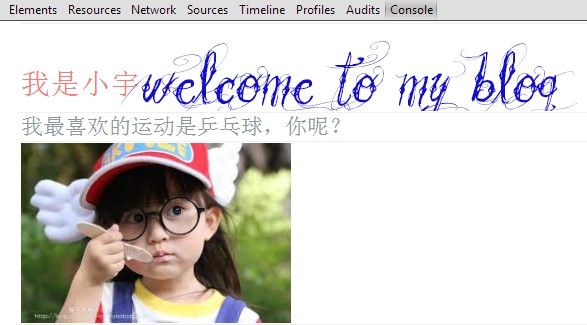 Elements Resources Network Sources Timeline Profiles Audits Console
我是小宇 welcome to my blog
我最喜欢的运动是乒乓球，你呢？